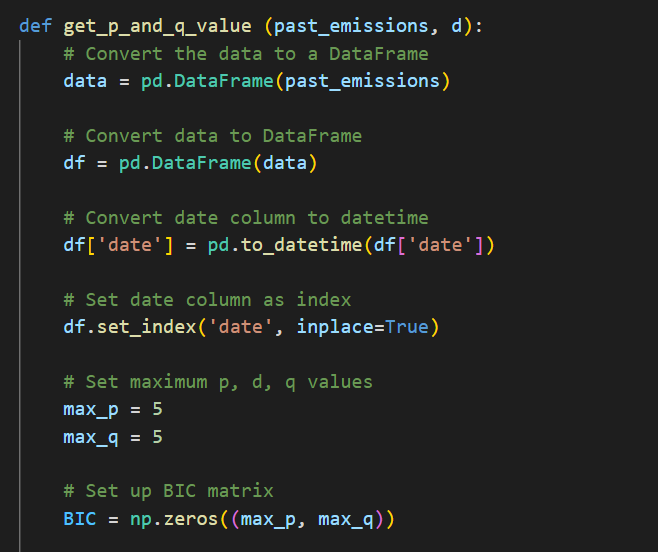 def get_p_and_q_value (past_emissions, d):
# Convert the data to a DataFrame
data = pd.DataFrame(past_emissions)
# Convert data to DataFrame
df = pd.DataFrame(data)
# Convert date column to datetime
df['date'] = pd.to_datetime(df['date'])
# Set date column as index
df.set_index('date', inplace=True)
# Set maximum p, d, q values
max_p = 5
max_q = 5
# Set up BIC matrix
BIC = np.zeros((max_p, max_q))